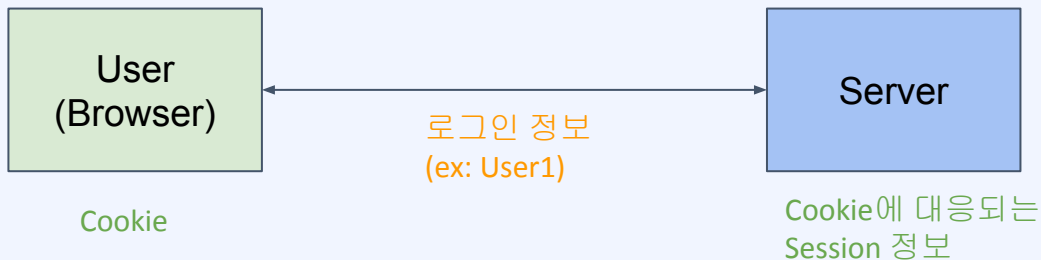 User
(Browser)
Server
로그인 정보
(ex: User1)
Cookie
Cookie에 대응되는
Session 정보